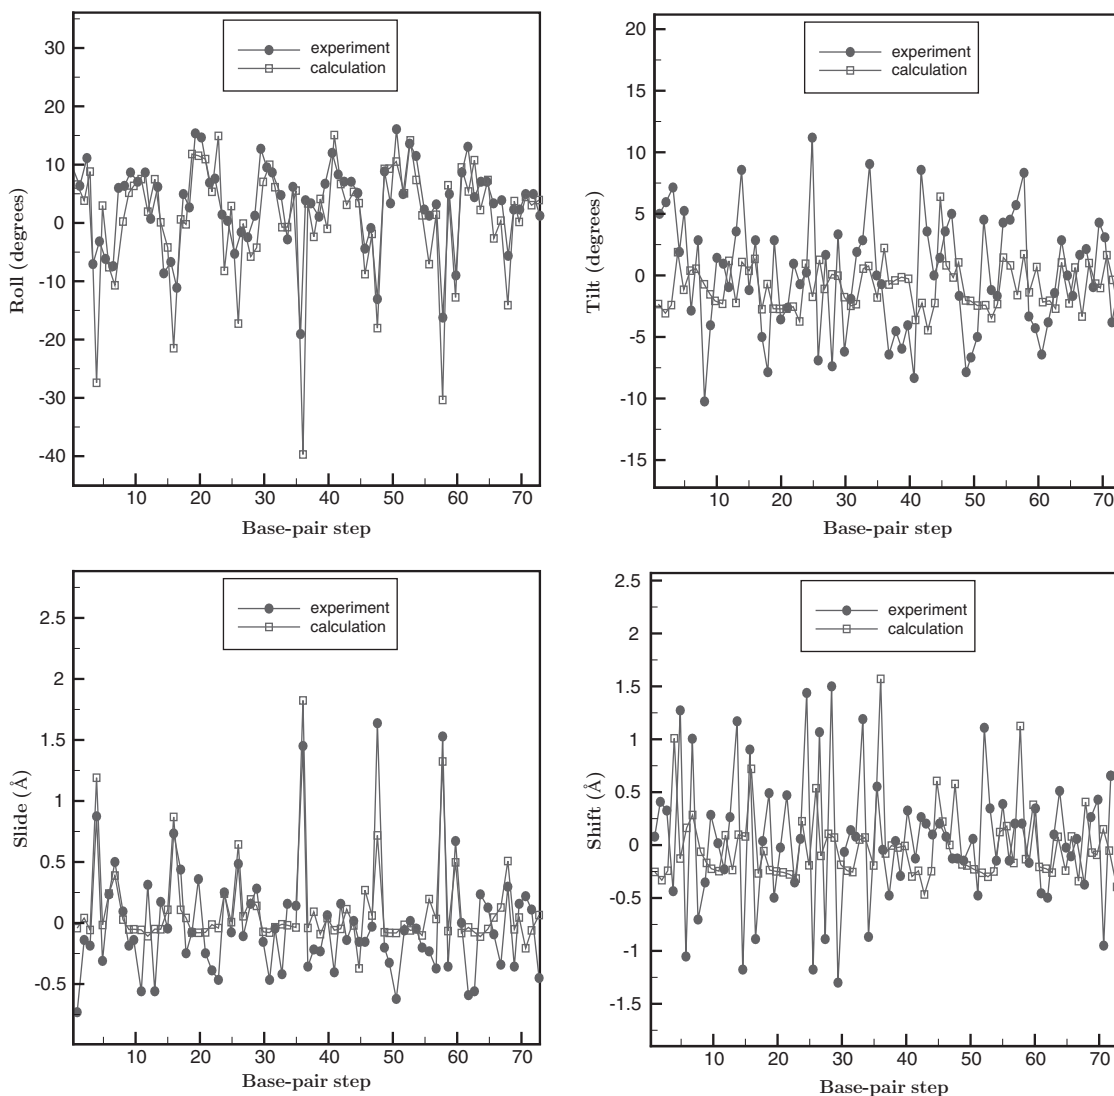 experiment
calculation
30
20
10
0
-10
-20
-30
-40
Roll (degrees)
10 20 30 40 50 60 70
Base-pair step
experiment
calculation
20
15
10
5
0
-5
-10
-15
Tilt (degrees)
10 20 30 40 50 60 70
Base-pair step
experiment
calculation
2.5
2
1.5
1
0.5
0
-0.5
Slide (Å)
10 20 30 40 50 60 70
Base-pair step
experiment
calculation
2.5
2
1.5
1
0.5
0
-0.5
-1
-1.5
Shift (Å)
10 20 30 40 50 60 70
Base-pair step